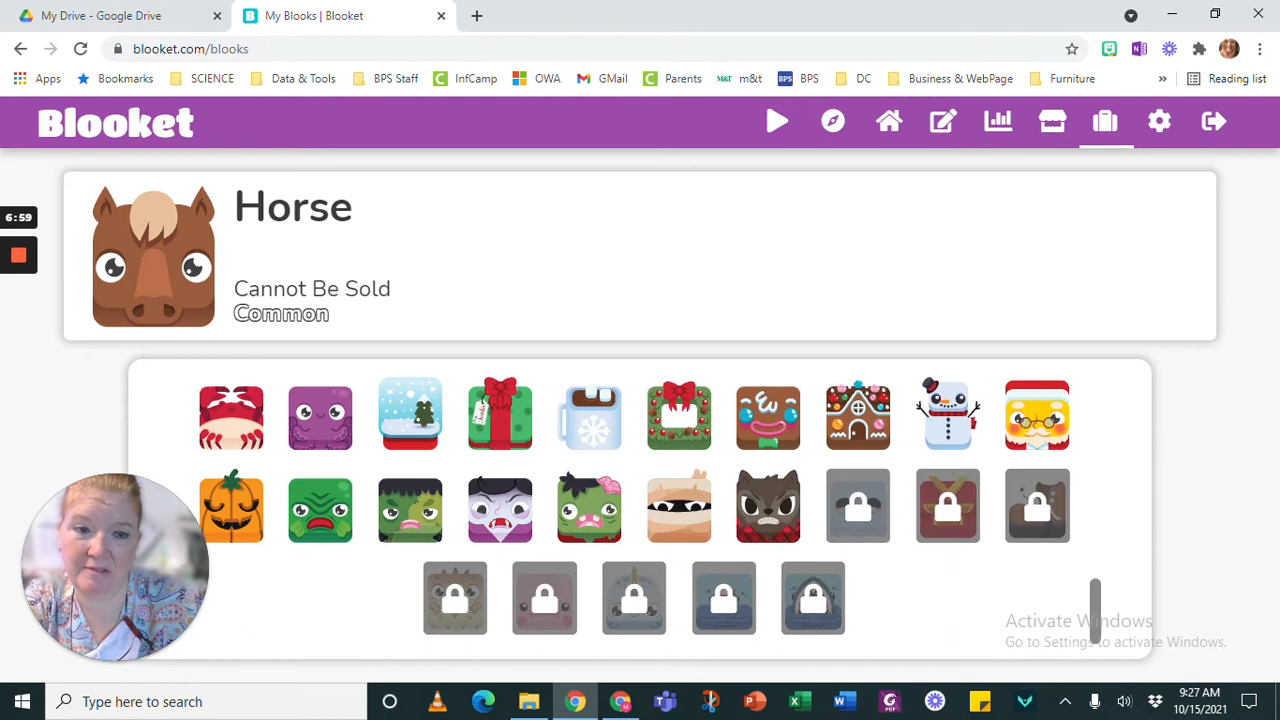 My Drive - Google Drive
My Blooks | Blooket
blooket.com/blooks
Apps
Bookmarks
SCIENCE
Data & Tools
BPS Staff
InfCamp
OWA
GMail
Parents
m&t
BPS
DC
Business & WebPage
Furniture
Reading list
Blooket
6:59
Horse
Cannot Be Sold
Common
Activate Windows
Go to Settings to activate Windows.
Type here to search
9:27 AM
10/15/2021